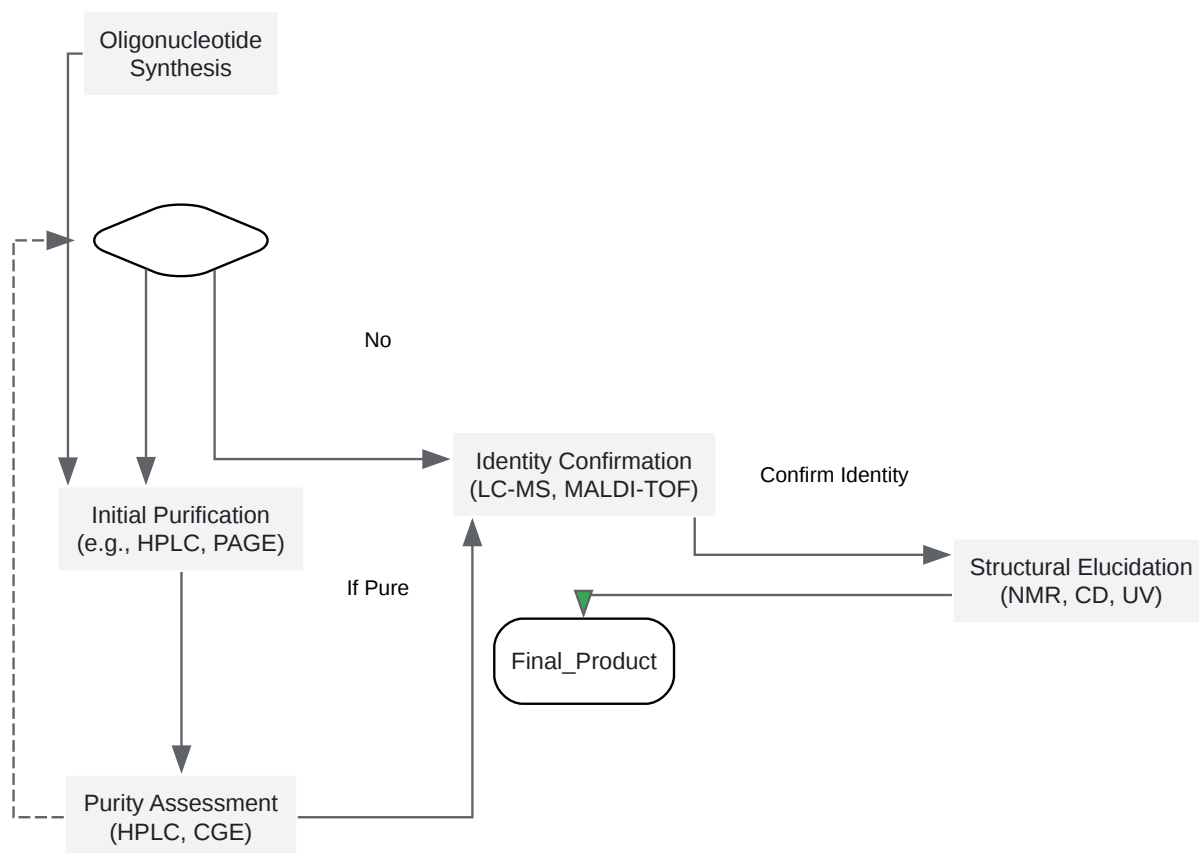 Oligonucleotide
Synthesis
No
Identity Confirmation
(LC-MS, MALDI-TOF)
Confirm Identity
Initial Purification
(e.g., HPLC, PAGE)
Structural Elucidation
(NMR, CD, UV)
If Pure
Final_Product
Purity Assessment
(HPLC, CGE)